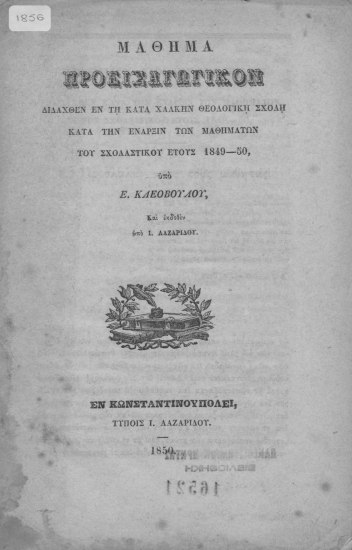 1856
ΜΑΘΗΜΑ
ΠΡΟΕΙΣΑΓΩΓΙΚΟΝ
ΔΙΔΑΧΘΕΝ ΕΝ ΤΗ ΚΑΤΑ ΧΑΛΚΗΝ ΘΕΟΛΟΓΙΚΗ ΣΧΟΛΗ
ΚΑΤΑ ΤΗΝ ΕΝΑΡΞΙΝ ΤΩΝ ΜΑΘΗΜΑΤΩΝ
ΤΟΥ ΣΧΟΛΑΣΤΙΚΟΥ ΕΤΟΥΣ 1849—50,
ὑπὸ
Ε. ΚΛΕΟΒΟΥΛΟΥ,
Καὶ ἐκδοθὲν
ὑπὸ Ι. ΛΑΖΑΡΙΔΟΥ.
ΕΝ ΚΩΝΣΤΑΝΤΙΝΟΥΠΟΛΕΙ,
ΤΥΠΟΙΣ Ι. ΛΑΖΑΡΙΔΟΥ.
1850.
ΒΙΒΛΙΟΘΗΚΗ
16521